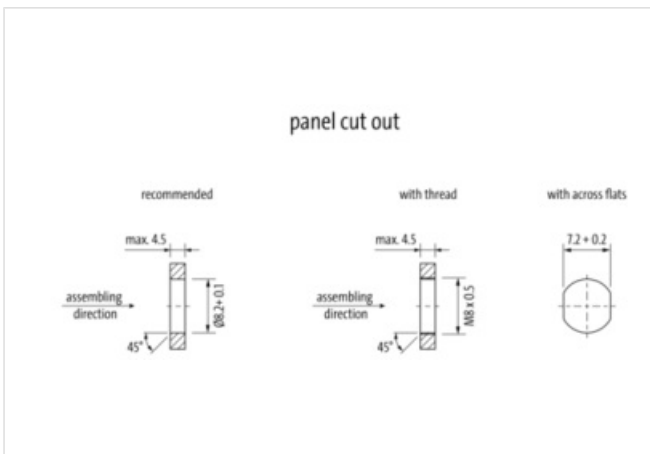 panel cut out
recommended
with thread
with across flats
max. 4.5
max. 4.5
7.2 + 0.2
assembling
direction
Ø8.2+ 0.1
assembling
direction
M8 x 0.5
45°
45°